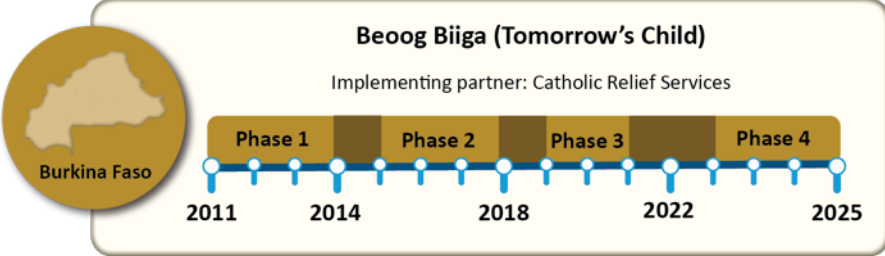 Beoog Biiga (Tomorrow's Child)
Implementing partner: Catholic Relief Services
Burkina Faso
Phase 1 Phase 2 Phase 3 Phase 4
2011 2014 2018 2022 2025